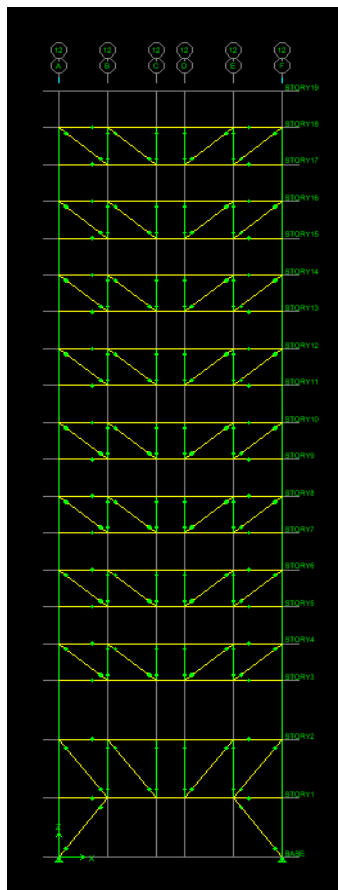 12 12 12 12 12 12
A B C D E F
STORY19
STORY18
STORY17
STORY16
STORY15
STORY14
STORY13
STORY12
STORY11
STORY10
STORY9
STORY8
STORY7
STORY6
STORY5
STORY4
STORY3
STORY2
STORY1
Z
X
BASE